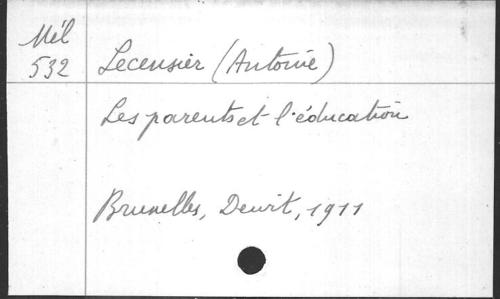 Mél
532
Lecensier (Antoine)
Les parents et l'éducation
Bruxelles, Dewit, 1911